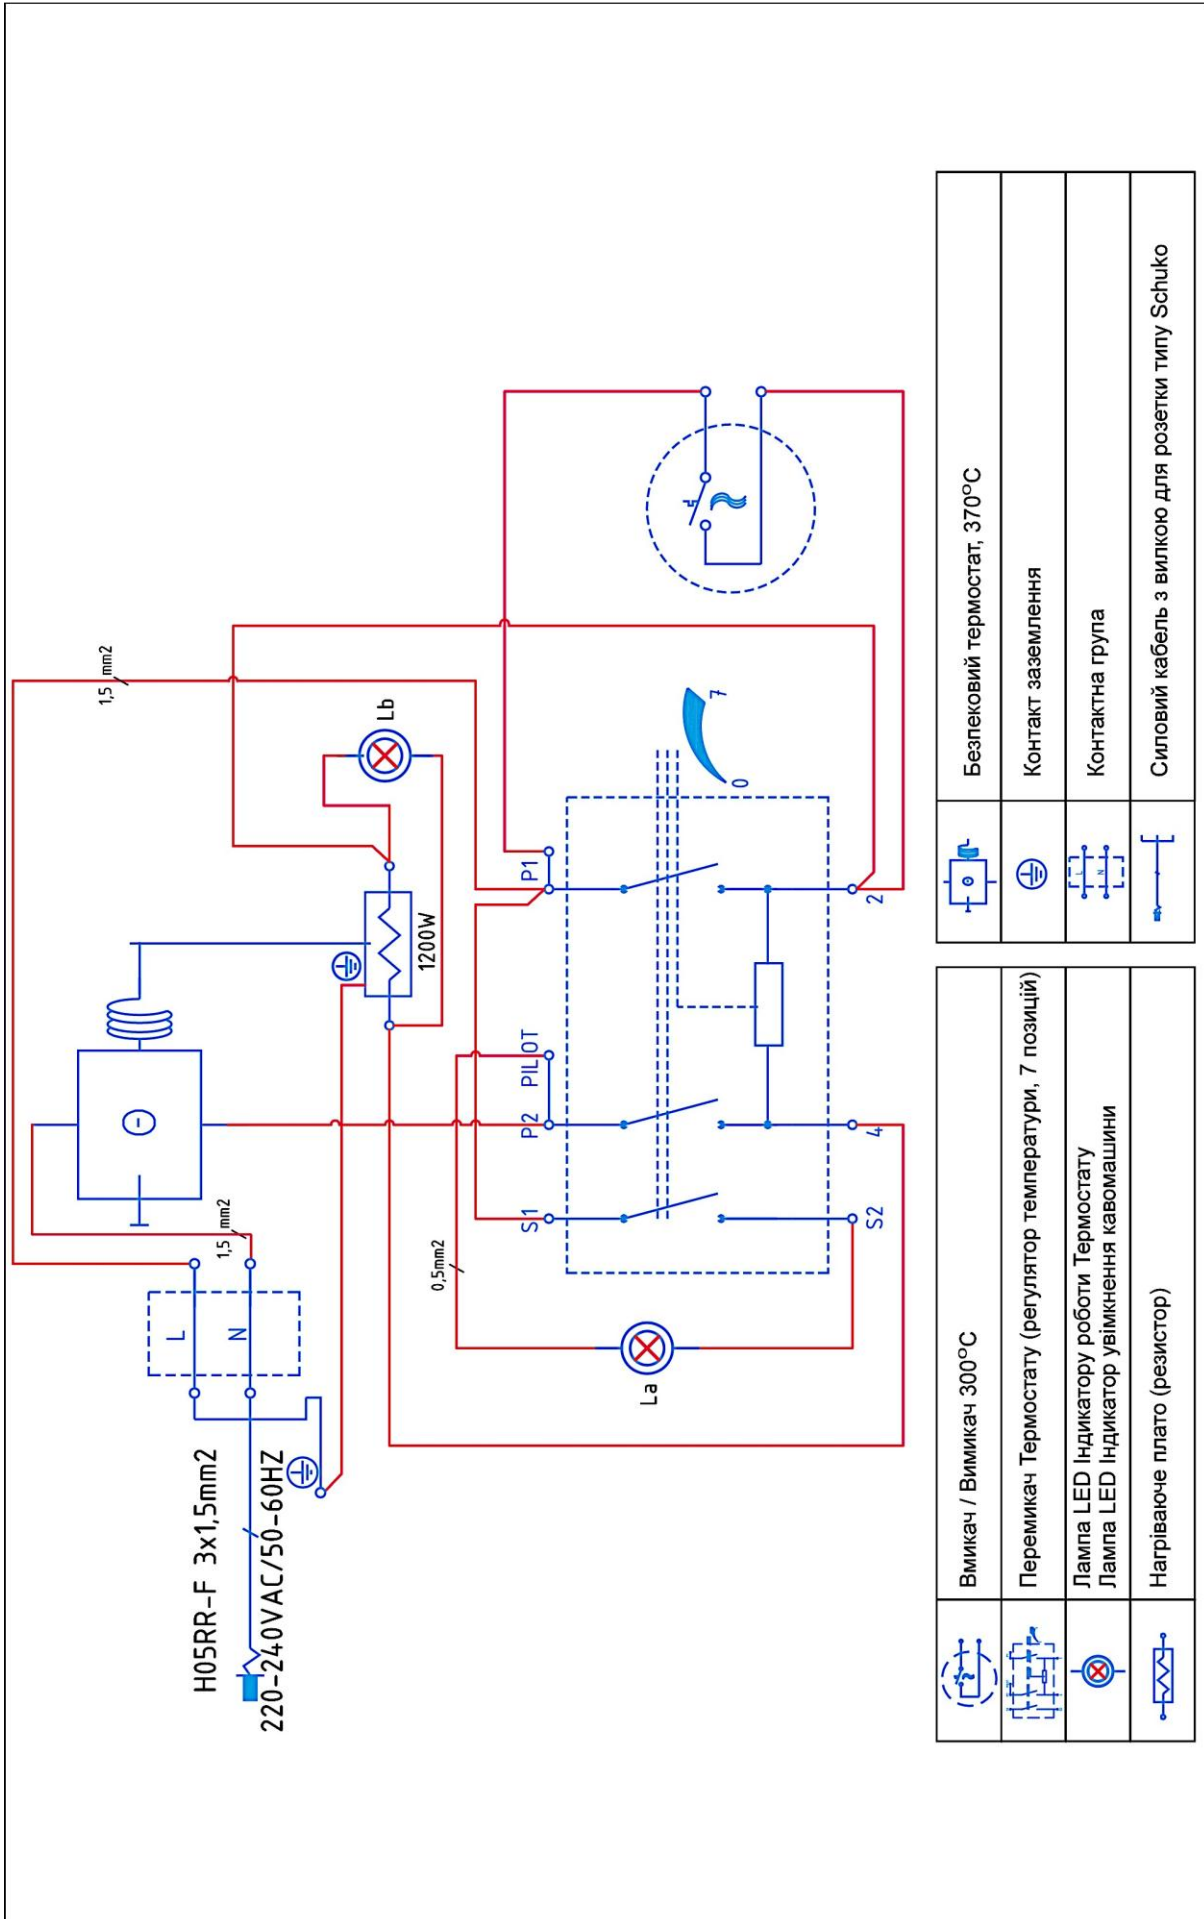 H05RR-F 3x1,5mm2
220-240VAC/50-60HZ
L
N
1,5 mm2
1,5 mm2
Θ
1200W
Lb
0,5mm2
La
S1
P2
PILOT
P1
S2
4
2
0
7
Вмикач / Вимикач 300°C
Перемикач Термостату (регулятор температури, 7 позицій)
Лампа LED Індикатору роботи Термостату
Лампа LED Індикатор увімкнення кавомашини
Нагріваюче плато (резистор)
Θ
Безпековий термостат, 370°C
Контакт заземлення
L
N
Контактна група
Силовий кабель з вилкою для розетки типу Schuko